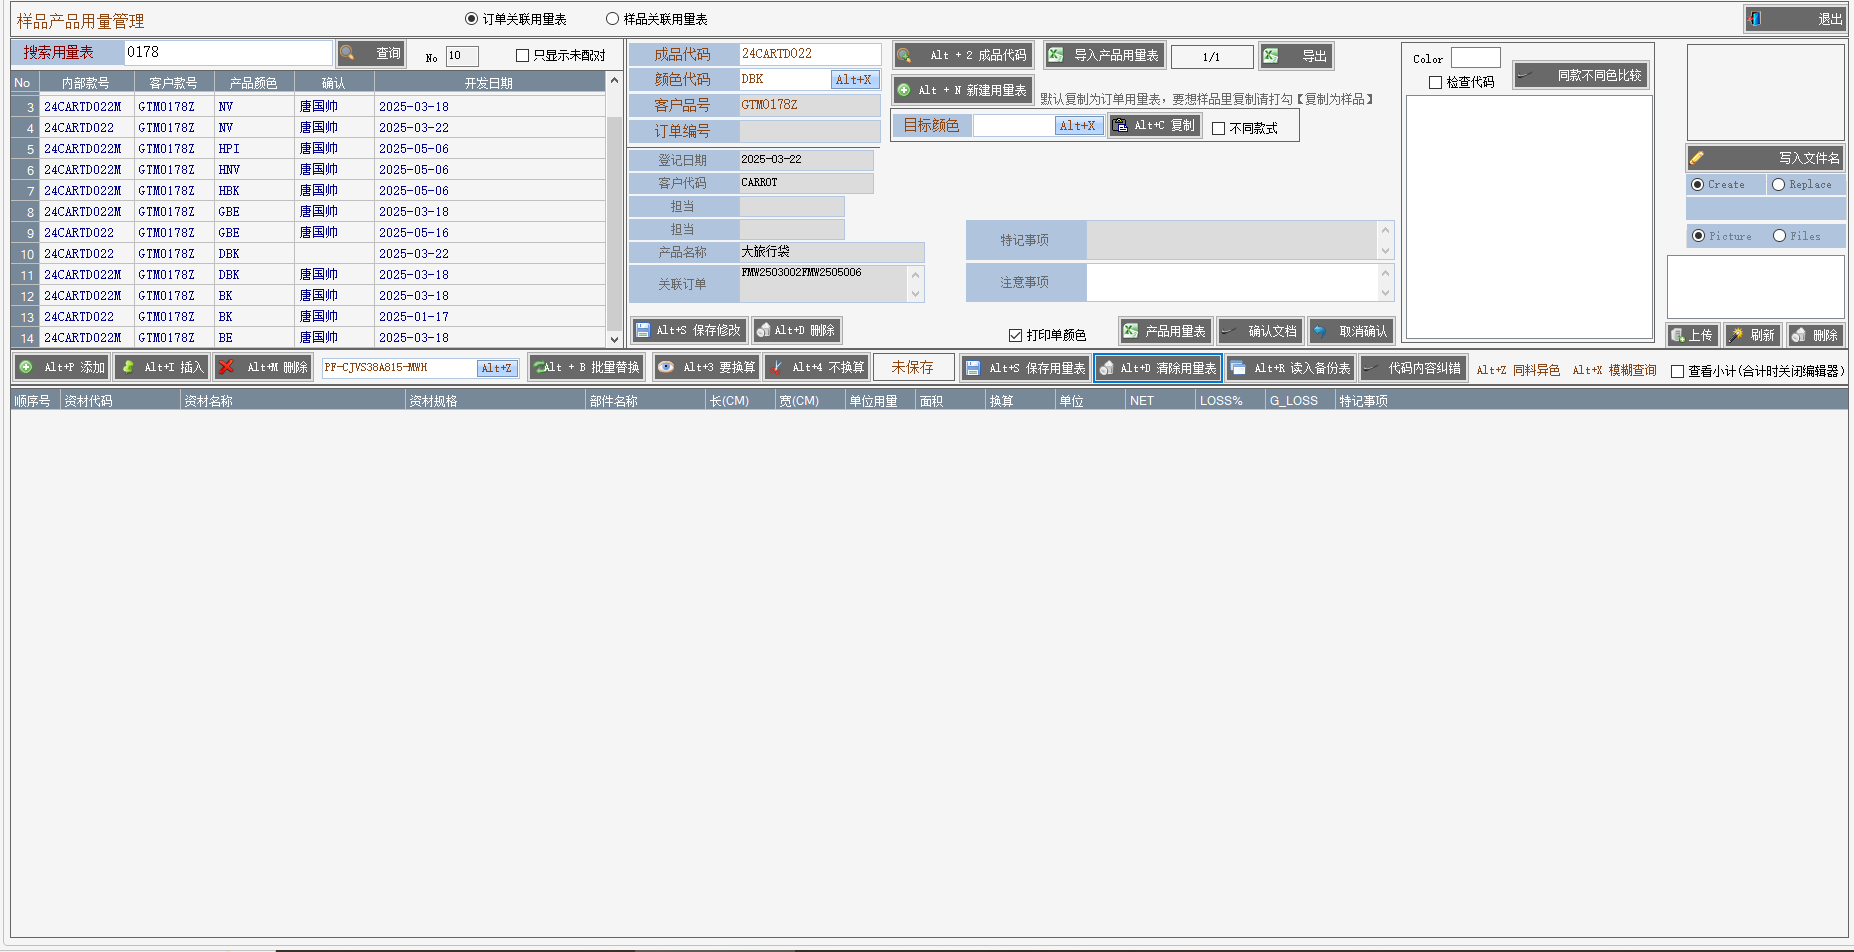 样品产品用量管理
订单关联用量表
样品关联用量表
退出
搜索用量表 0178 查询 No 10 只显示未配对
No 内部款号 客户款号 产品颜色 确认 开发日期
3 24CARTD022M GTM0178Z NV 唐国帅 2025-03-18
4 24CARTD022 GTM0178Z NV 唐国帅 2025-03-22
5 24CARTD022M GTM0178Z HPI 唐国帅 2025-05-06
6 24CARTD022M GTM0178Z HNV 唐国帅 2025-05-06
7 24CARTD022M GTM0178Z HBK 唐国帅 2025-05-06
8 24CARTD022M GTM0178Z GBE 唐国帅 2025-03-18
9 24CARTD022 GTM0178Z GBE 唐国帅 2025-05-16
10 24CARTD022 GTM0178Z DBK 2025-03-22
11 24CARTD022M GTM0178Z DBK 唐国帅 2025-03-18
12 24CARTD022M GTM0178Z BK 唐国帅 2025-03-18
13 24CARTD022 GTM0178Z BK 唐国帅 2025-01-17
14 24CARTD022M GTM0178Z BE 唐国帅 2025-03-18
成品代码 24CARTD022
颜色代码 DBK Alt+X
客户品号 GTM0178Z
订单编号
登记日期 2025-03-22
客户代码 CARROT
担当
担当
产品名称 大旅行袋
关联订单 FMW2503002FMW2505006
Alt+S 保存修改 Alt+D 删除
Alt + 2 成品代码 导入产品用量表 1/1 导出
Alt + N 新建用量表 默认复制为订单用量表，要想样品里复制请打勾【复制为样品】
目标颜色 Alt+X Alt+C 复制 不同款式
特记事项
注意事项
打印单颜色 产品用量表 确认文档 取消确认
Color 同款不同色比较
检查代码
写入文件名
Create Replace
Picture Files
上传 刷新 删除
Alt+P 添加 Alt+I 插入 Alt+M 删除 PF-CJVS38A815-MWH Alt+Z Alt + B 批量替换 Alt+3 要换算 Alt+4 不换算 未保存 Alt+S 保存用量表 Alt+D 清除用量表 Alt+R 读入备份表 代码内容纠错 Alt+Z 同料异色 Alt+X 模糊查询 查看小计(合计时关闭编辑器)
顺序号 资材代码 资材名称 资材规格 部件名称 长(CM) 宽(CM) 单位用量 面积 换算 单位 NET LOSS% G_LOSS 特记事项